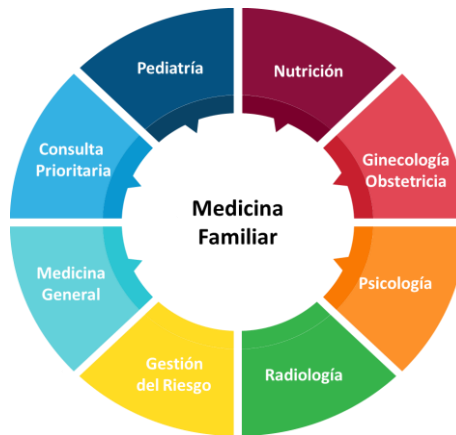 Pediatría
Nutrición
Consulta
Prioritaria
Ginecología
Obstetricia
Medicina
Familiar
Medicina
General
Psicología
Gestión
del Riesgo
Radiología